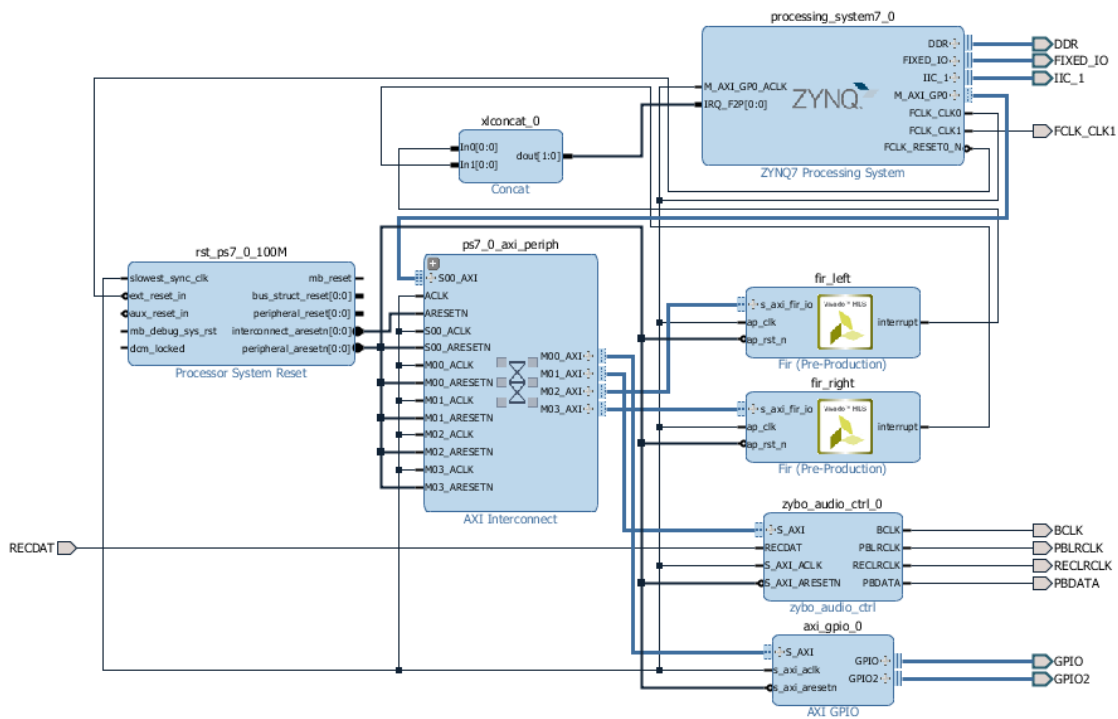 processing_system7_0
DDR
FIXED_IO
IIC_1
M_AXI_GP0
FCLK_CLK0
FCLK_CLK1
FCLK_RESET0_N
M_AXI_GP0_ACLK
IRQ_F2P[0:0]
ZYNQ
ZYNQ7 Processing System
DDR
FIXED_IO
IIC_1
FCLK_CLK1
xlconcat_0
In0[0:0]
In1[0:0]
dout[1:0]
Concat
rst_ps7_0_100M
slowest_sync_clk
ext_reset_in
aux_reset_in
mb_debug_sys_rst
dcm_locked
mb_reset
bus_struct_reset[0:0]
peripheral_reset[0:0]
interconnect_aresetn[0:0]
peripheral_aresetn[0:0]
Processor System Reset
ps7_0_axi_periph
S00_AXI
ACLK
ARESETN
S00_ACLK
S00_ARESETN
M00_ACLK
M00_ARESETN
M01_ACLK
M01_ARESETN
M02_ACLK
M02_ARESETN
M03_ACLK
M03_ARESETN
M00_AXI
M01_AXI
M02_AXI
M03_AXI
AXI Interconnect
fir_left
s_axi_fir_io
ap_clk
ap_rst_n
Vivado™ HLS
interrupt
Fir (Pre-Production)
fir_right
s_axi_fir_io
ap_clk
ap_rst_n
Vivado™ HLS
interrupt
Fir (Pre-Production)
RECDAT
zybo_audio_ctrl_0
S_AXI
RECDAT
S_AXI_ACLK
S_AXI_ARESETN
BCLK
PBLRCLK
RECLRCLK
PBDATA
zybo_audio_ctrl
BCLK
PBLRCLK
RECLRCLK
PBDATA
axi_gpio_0
S_AXI
s_axi_aclk
s_axi_aresetn
GPIO
GPIO2
AXI GPIO
GPIO
GPIO2